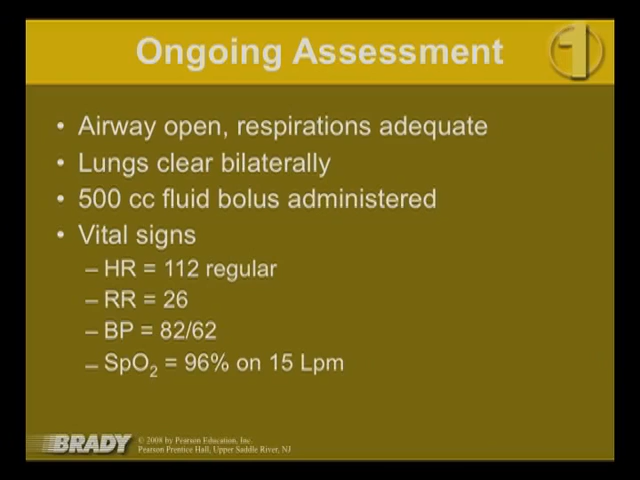 Ongoing Assessment
1
• Airway open, respirations adequate
• Lungs clear bilaterally
• 500 cc fluid bolus administered
• Vital signs
– HR = 112 regular
– RR = 26
– BP = 82/62
– SpO₂ = 96% on 15 Lpm
BRADY
© 2008 by Pearson Education, Inc.
Pearson Prentice Hall, Upper Saddle River, NJ